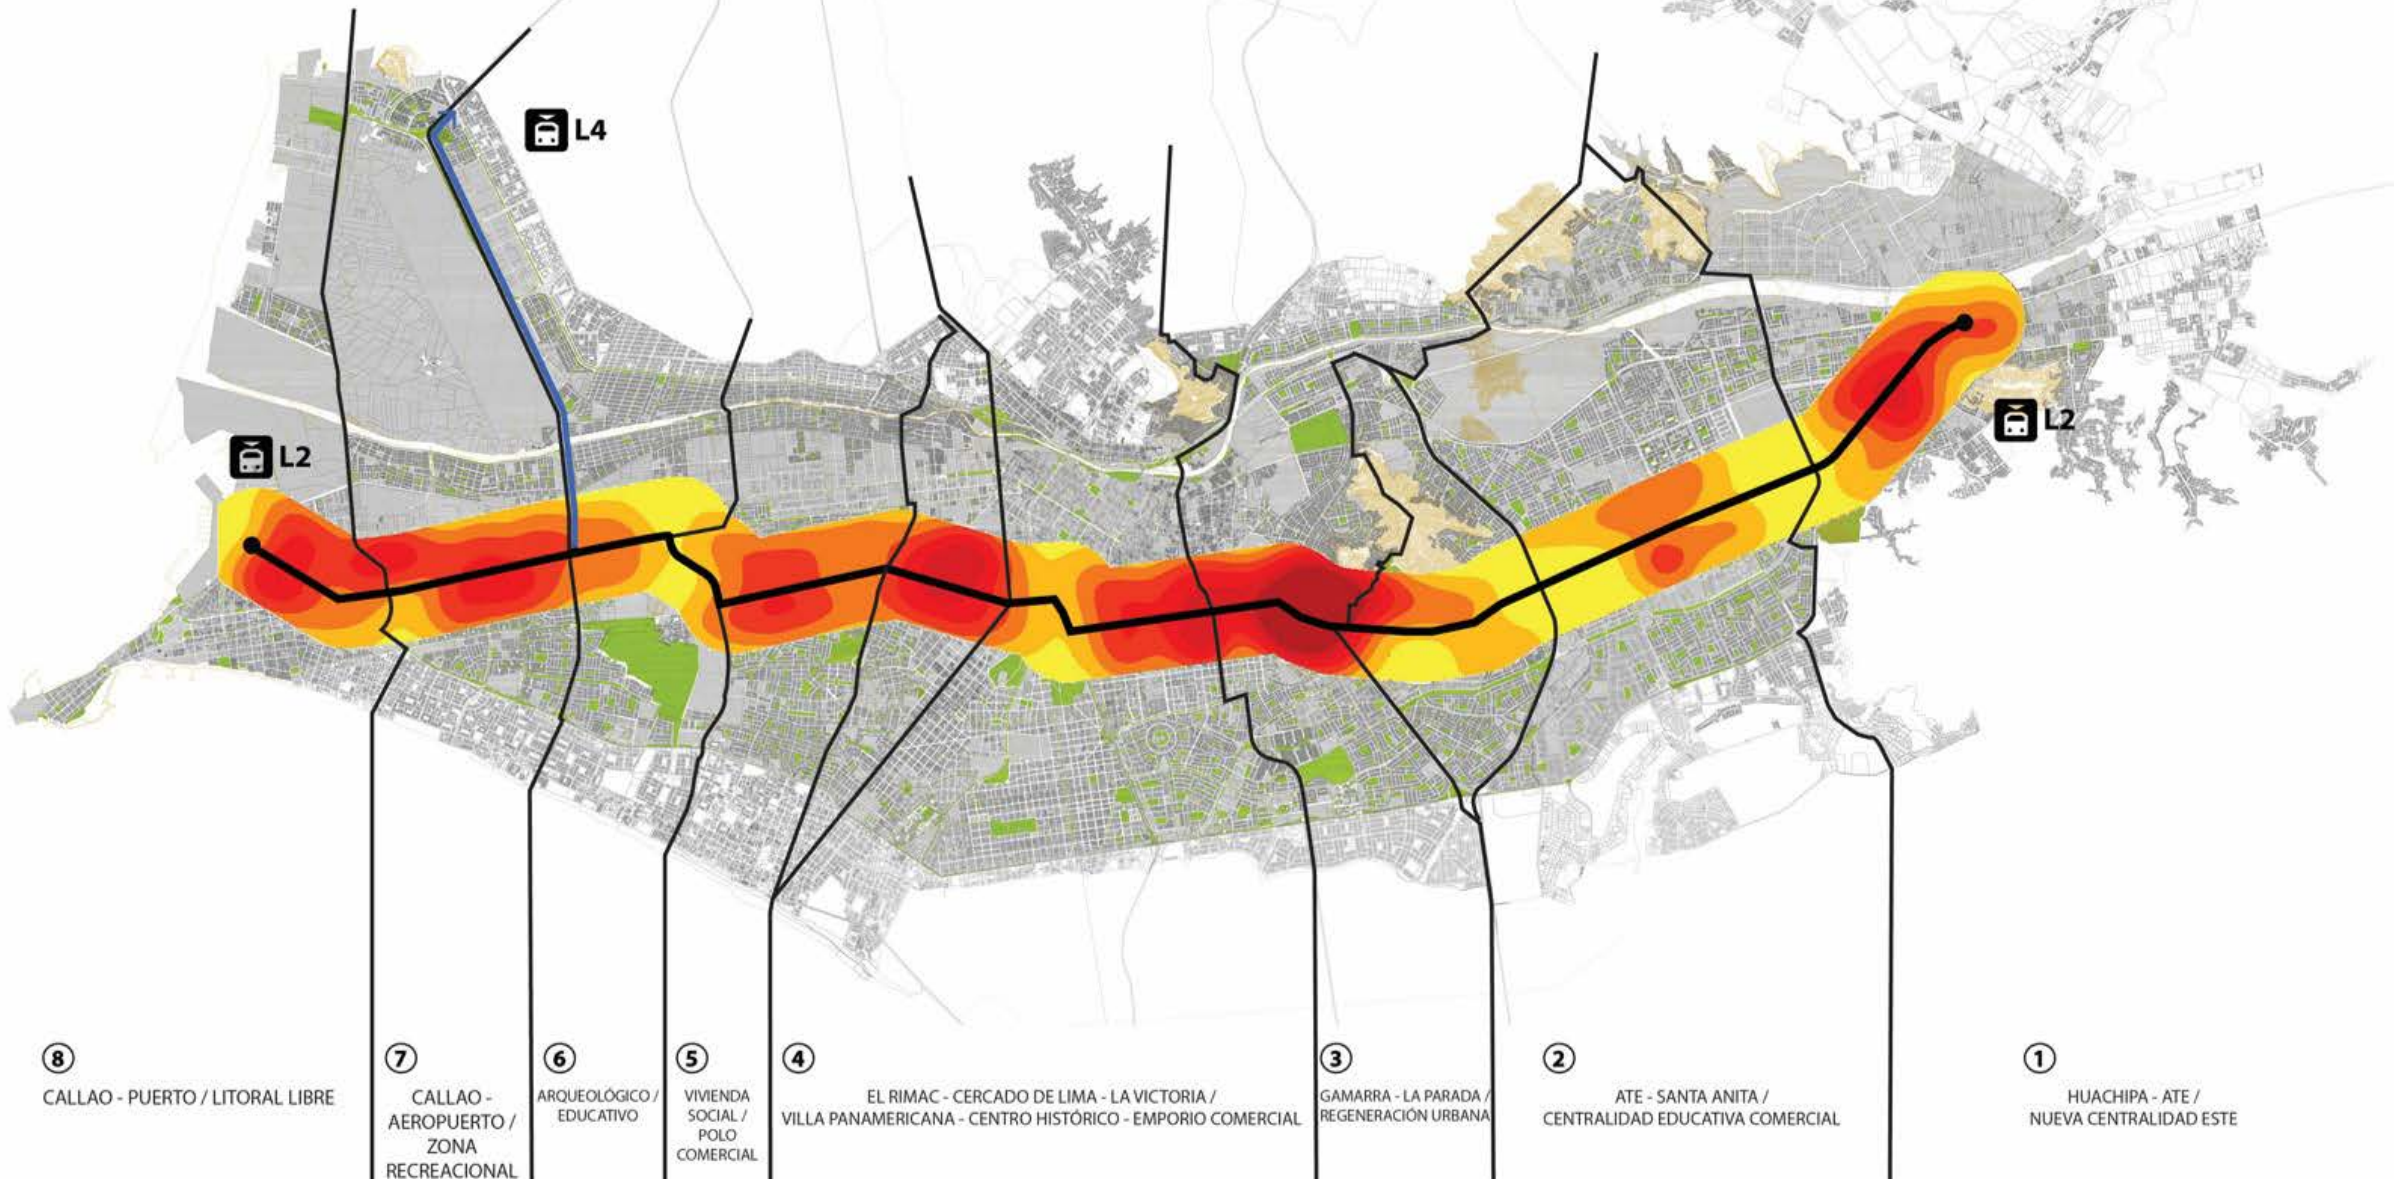 L4
L2
L2
8
CALLAO - PUERTO / LITORAL LIBRE
7
CALLAO -
AEROPUERTO /
ZONA
RECREACIONAL
6
ARQUEOLÓGICO /
EDUCATIVO
5
VIVIENDA
SOCIAL /
POLO
COMERCIAL
4
EL RIMAC - CERCADO DE LIMA - LA VICTORIA /
VILLA PANAMERICANA - CENTRO HISTÓRICO - EMPORIO COMERCIAL
3
GAMARRA - LA PARADA /
REGENERACIÓN URBANA
2
ATE - SANTA ANITA /
CENTRALIDAD EDUCATIVA COMERCIAL
1
HUACHIPA - ATE /
NUEVA CENTRALIDAD ESTE